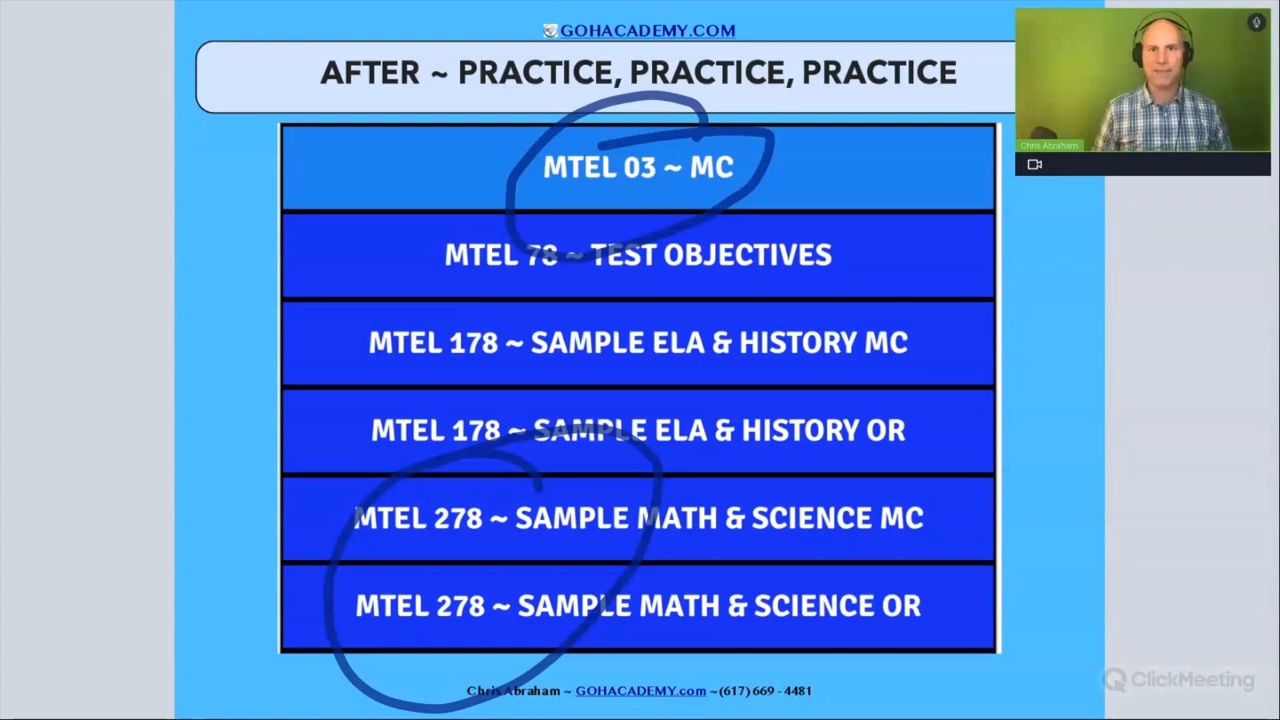 GOHACADEMY.COM
AFTER ~ PRACTICE, PRACTICE, PRACTICE
MTEL 03 ~ MC
MTEL 78 ~ TEST OBJECTIVES
MTEL 178 ~ SAMPLE ELA & HISTORY MC
MTEL 178 ~ SAMPLE ELA & HISTORY OR
MTEL 278 ~ SAMPLE MATH & SCIENCE MC
MTEL 278 ~ SAMPLE MATH & SCIENCE OR
Chris Abraham ~ GOHACADEMY.com ~(617) 669 - 4481
Chris Abraham
ClickMeeting